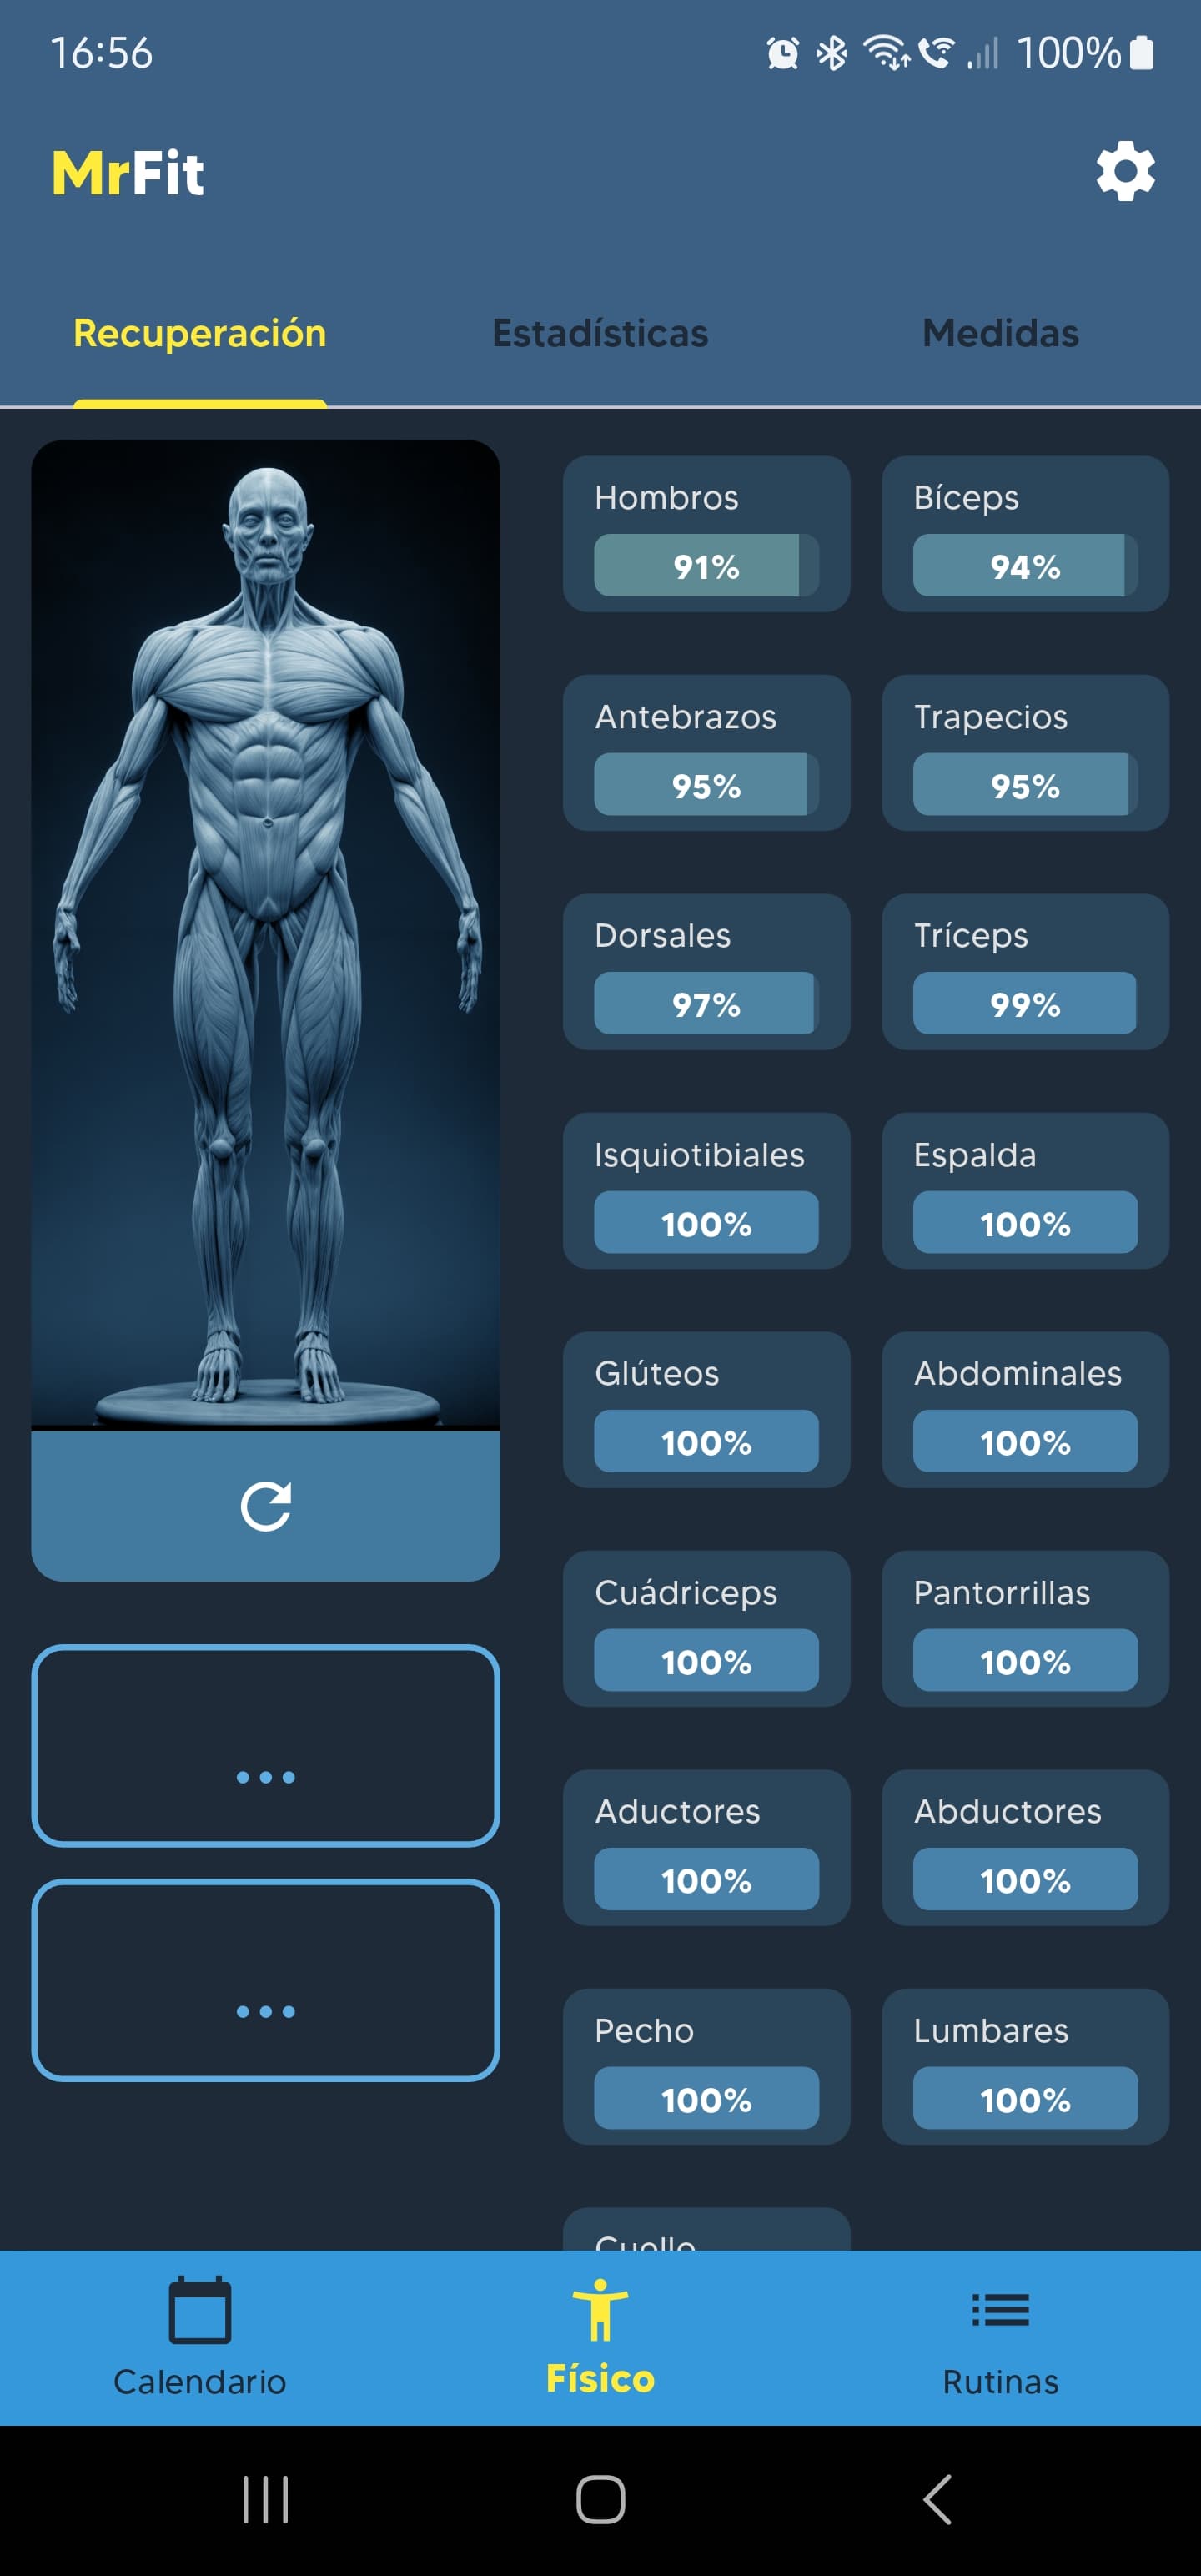 16:56
100%
MrFit
Recuperación
Estadísticas
Medidas
Hombros
91%
Bíceps
94%
Antebrazos
95%
Trapecios
95%
Dorsales
97%
Tríceps
99%
Isquiotibiales
100%
Espalda
100%
Glúteos
100%
Abdominales
100%
Cuádriceps
100%
Pantorrillas
100%
Aductores
100%
Abductores
100%
Pecho
100%
Lumbares
100%
Cuello
...
...
Calendario
Físico
Rutinas